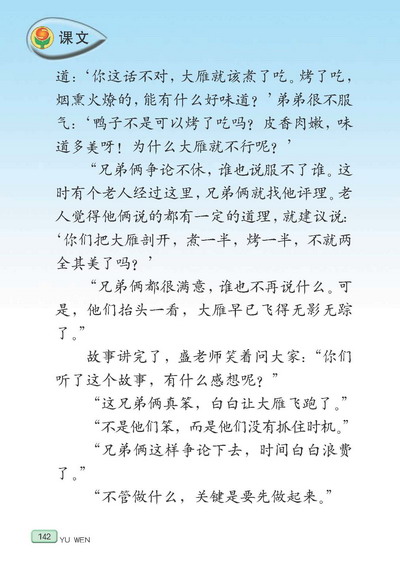 课文
道：‘你这话不对，大雁就该煮了吃。烤了吃，
烟熏火燎的，能有什么好味道？’弟弟很不服
气：‘鸭子不是可以烤了吃吗？皮香肉嫩，味
道多美呀！为什么大雁就不行呢？’
“兄弟俩争论不休，谁也说服不了谁。这
时有个老人经过这里，兄弟俩就找他评理。老
人觉得他俩说的都有一定的道理，就建议说：
‘你们把大雁剖开，煮一半，烤一半，不就两
全其美了吗？’
“兄弟俩都很满意，谁也不再说什么。可
是，他们抬头一看，大雁早已飞得无影无踪
了。”
故事讲完了，盛老师笑着问大家：“你们
听了这个故事，有什么感想呢？”
“这兄弟俩真笨，白白让大雁飞跑了。”
“不是他们笨，而是他们没有抓住时机。”
“兄弟俩这样争论下去，时间白白浪费
了。”
“不管做什么，关键是要先做起来。”
142
YU WEN